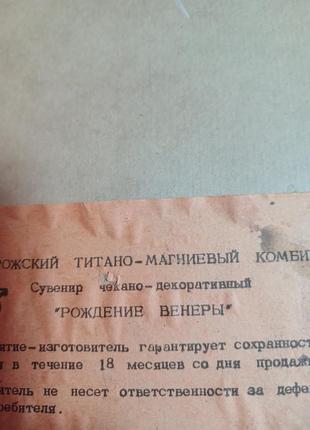 РОЖСКИЙ ТИТАНО-МАГНИЕВЫЙ КОМБИ
Сувенир чекано-декоративный
"РОЖДЕНИЕ ВЕНЕРЫ"
ятие-изготовитель гарантирует сохранност
в течение 18 месяцев со дня продаж
итель не несет ответственности за дефе
ребителя.